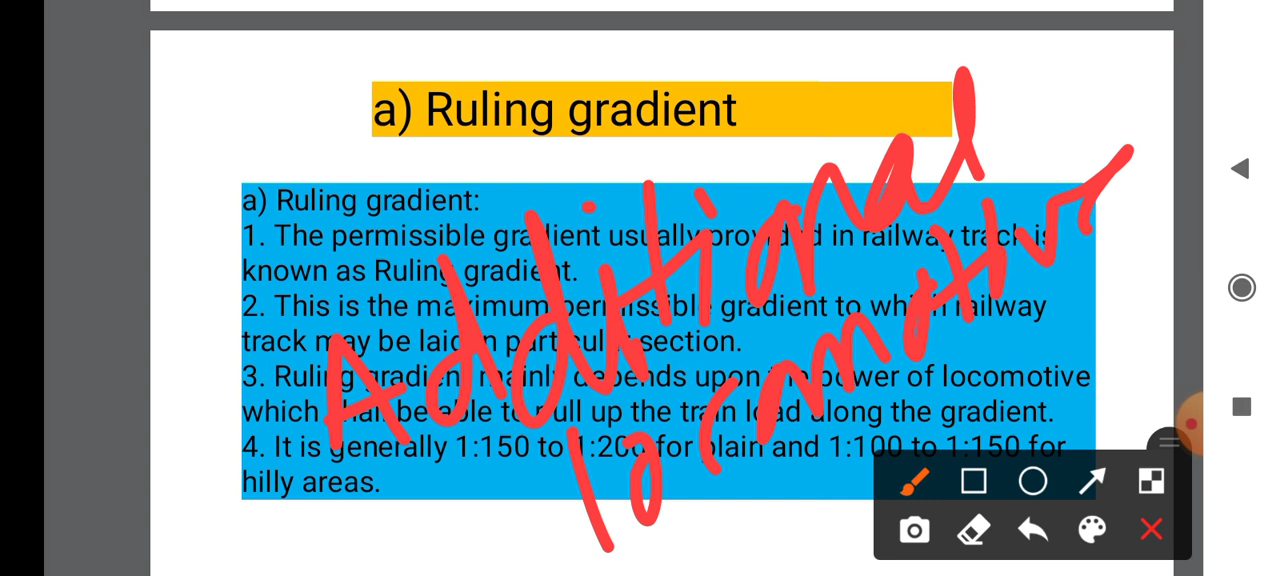 a) Ruling gradient
a) Ruling gradient:
1. The permissible gradient usually provided in railway track is
known as Ruling gradient.
2. This is the maximum permissible gradient to which railway
track may be laid in particular section.
3. Ruling gradient mainly depends upon the power of locomotive
which shall be able to pull up the train load along the gradient.
4. It is generally 1:150 to 1:200 for plain and 1:100 to 1:150 for
hilly areas.
Additional
locomotive